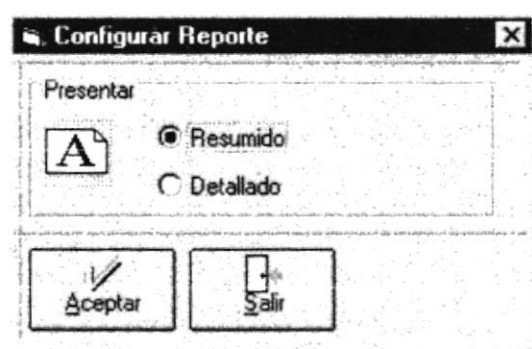 Configurar Reporte
Presentar
A
Resumido
Detallado
Aceptar
Salir